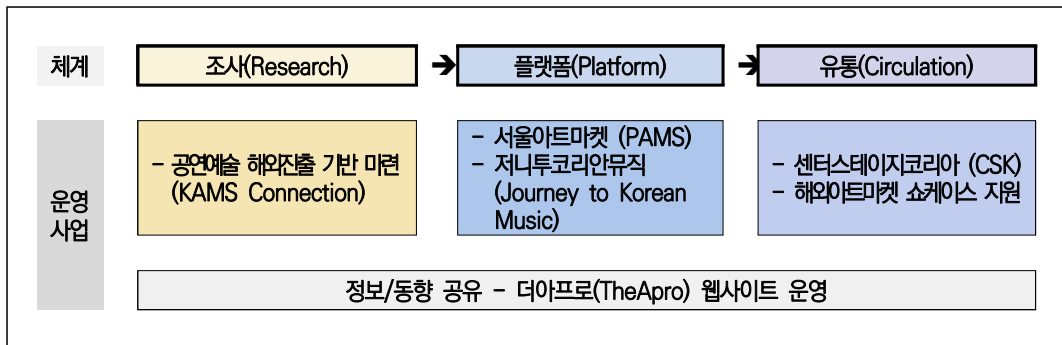 체계
조사(Research)
➔
플랫폼(Platform)
➔
유통(Circulation)
운영
사업
- 공연예술 해외진출 기반 마련
(KAMS Connection)
- 서울아트마켓 (PAMS)
- 저니투코리안뮤직
(Journey to Korean
Music)
- 센터스테이지코리아 (CSK)
- 해외아트마켓 쇼케이스 지원
정보/동향 공유 - 더아프로(TheApro) 웹사이트 운영